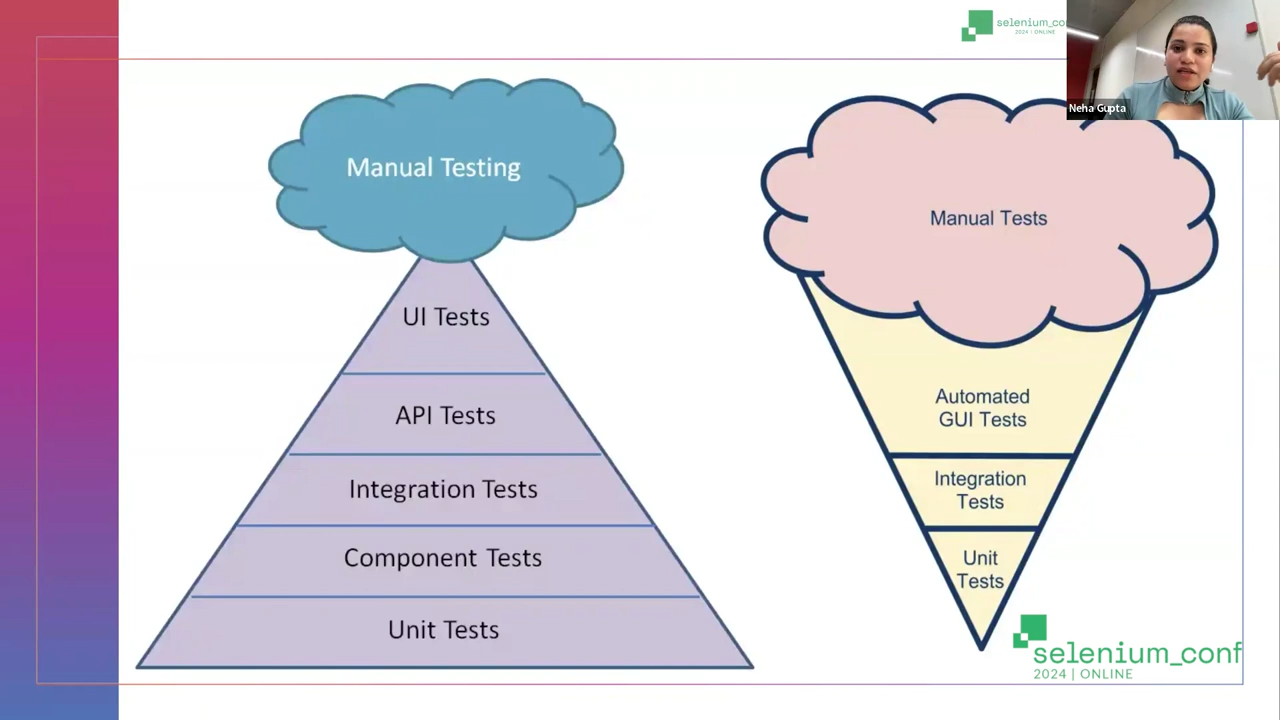 selenium_co
2024 | ONLINE
Neha Gupta
Manual Testing
UI Tests
API Tests
Integration Tests
Component Tests
Unit Tests
Manual Tests
Automated
GUI Tests
Integration
Tests
Unit
Tests
selenium_conf
2024 | ONLINE